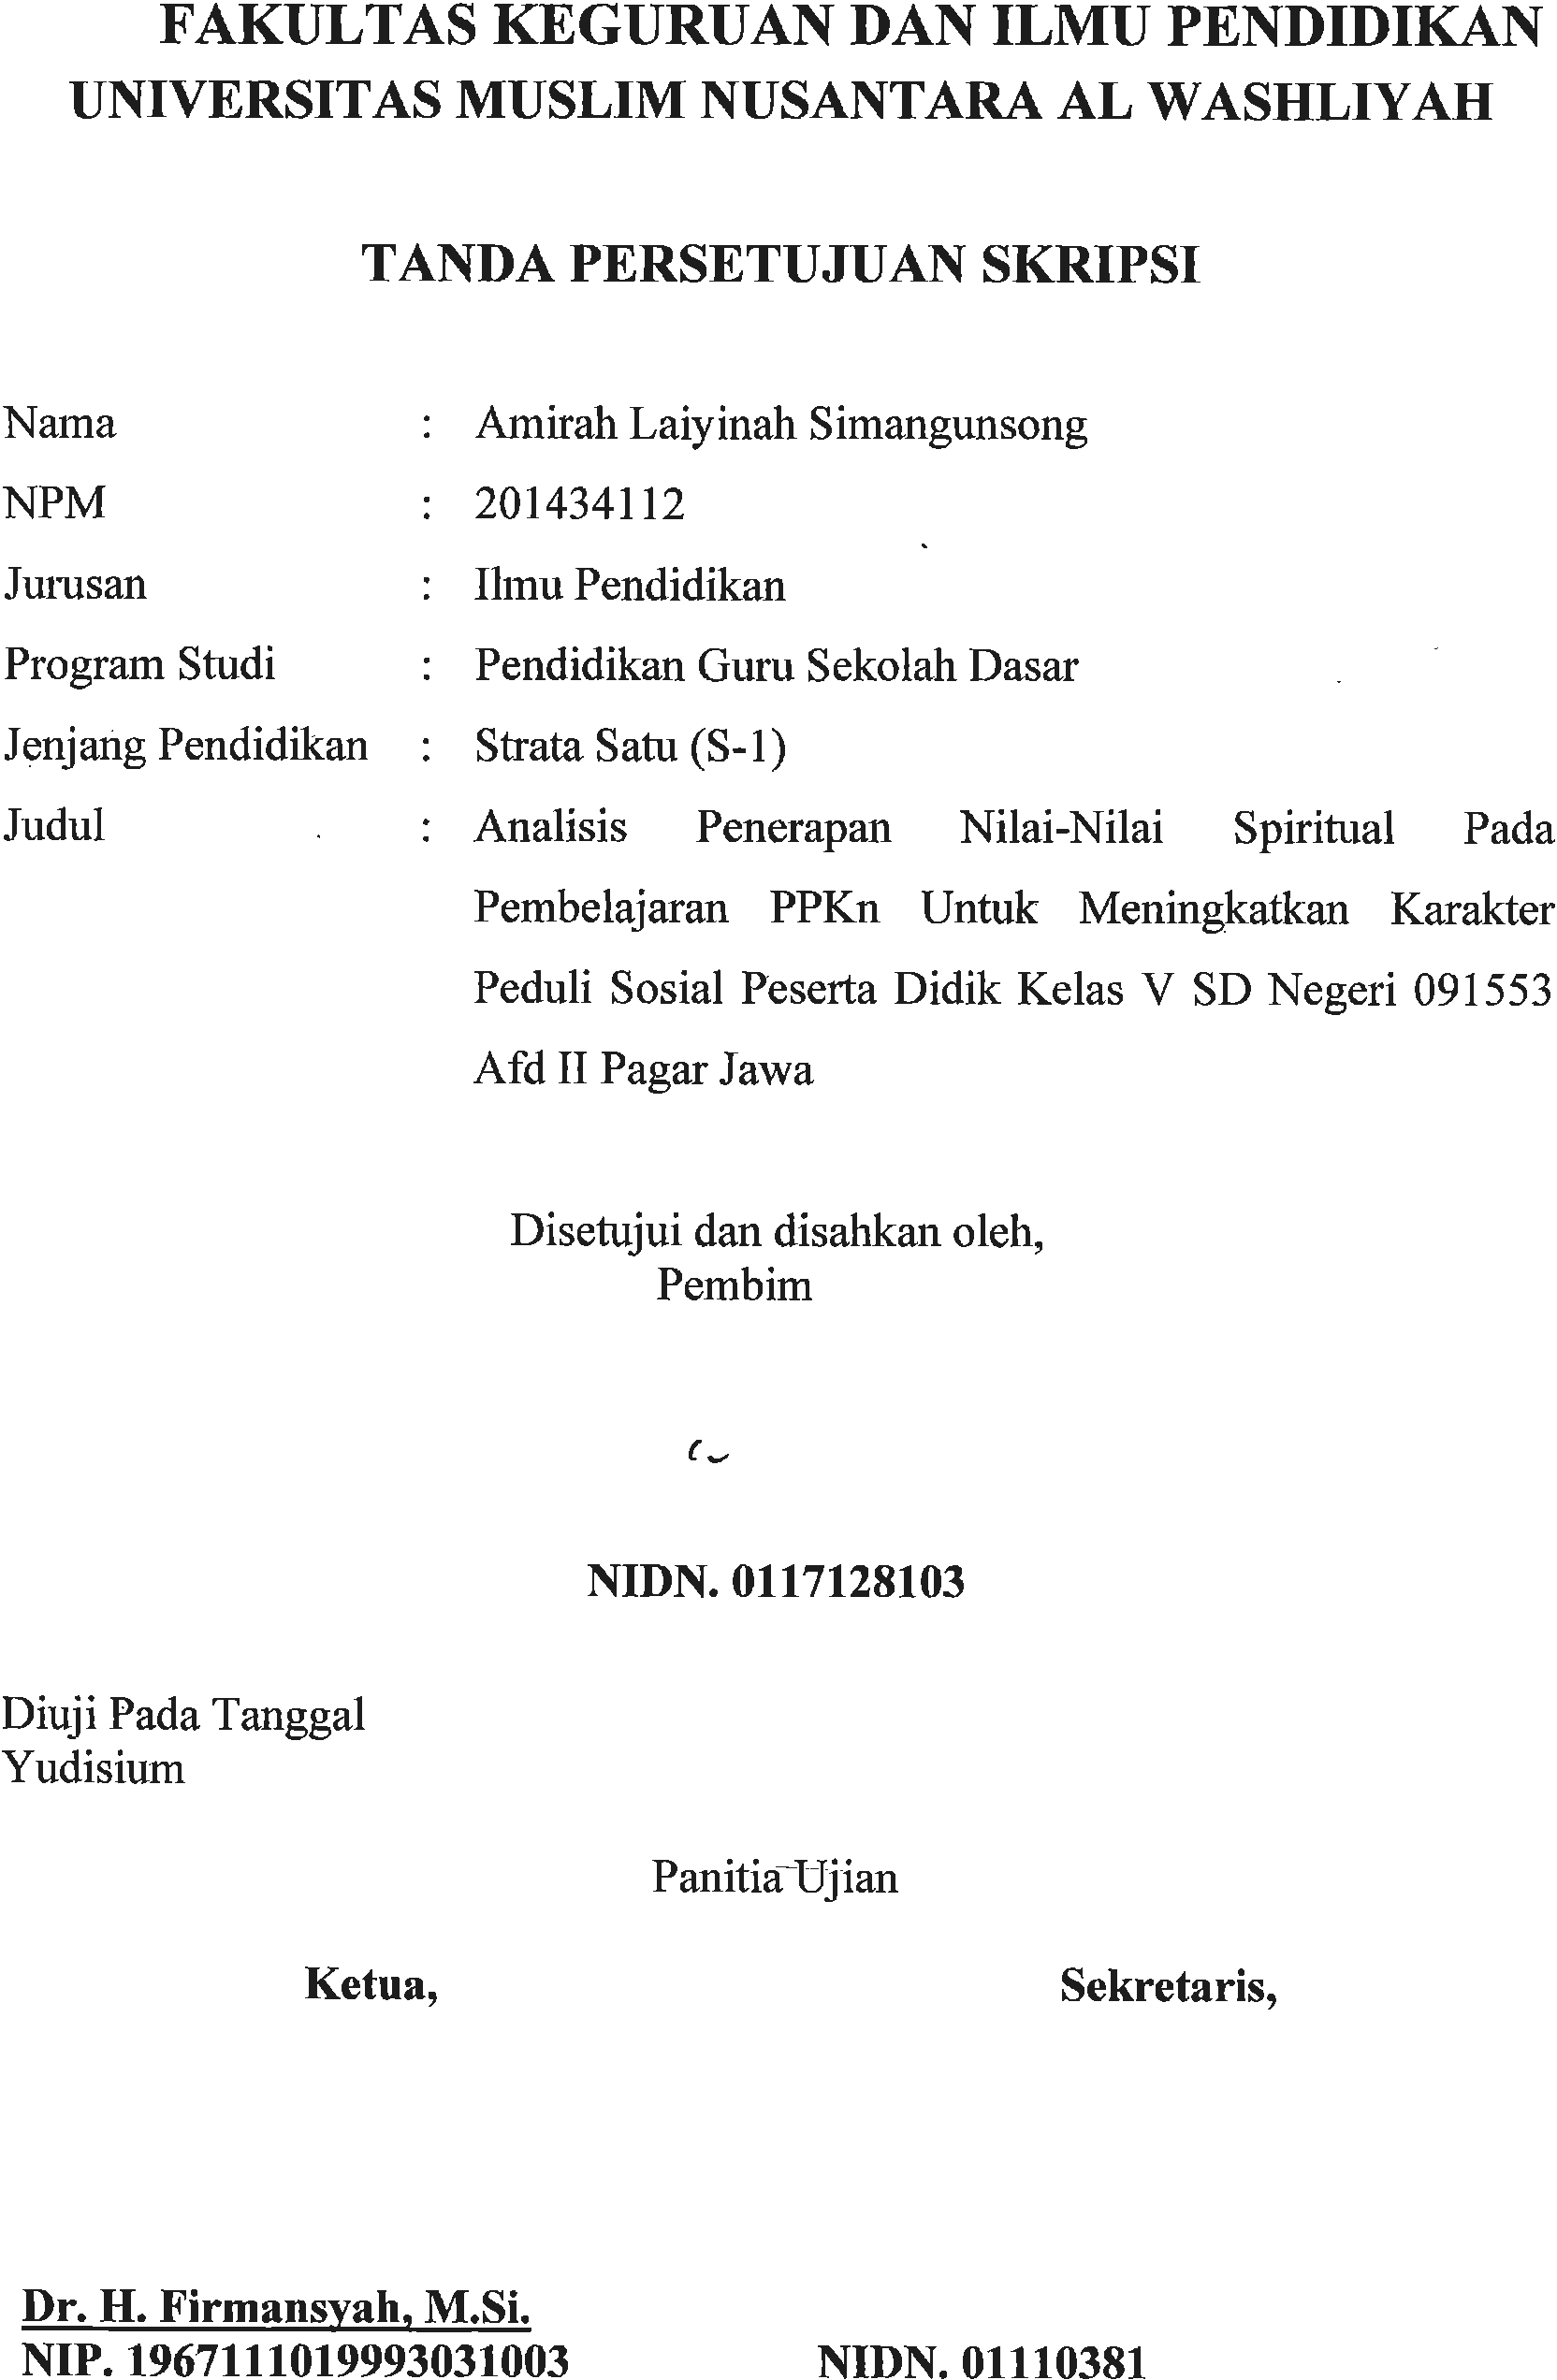 FAKULTAS KEGURUAN DAN ILMU PENDIDIKAN
UNIVERSITAS MUSLIM NUSANTARA AL WASHLIYAH
TANDA PERSETUJUAN SKRIPSI
Nama : Amirah Laiyinah Simangunsong
NPM : 201434112
Jurusan : Ilmu Pendidikan
Program Studi : Pendidikan Guru Sekolah Dasar
Jenjang Pendidikan : Strata Satu (S-1)
Judul : Analisis Penerapan Nilai-Nilai Spiritual Pada
Pembelajaran PPKn Untuk Meningkatkan Karakter
Peduli Sosial Peserta Didik Kelas V SD Negeri 091553
Afd II Pagar Jawa
Disetujui dan disahkan oleh,
Pembim
NIDN. 0117128103
Diuji Pada Tanggal
Yudisium
Panitia Ujian
Ketua, Sekretaris,
Dr. H. Firmansyah, M.Si.
NIP. 1967111019993031003 NIDN. 01110381